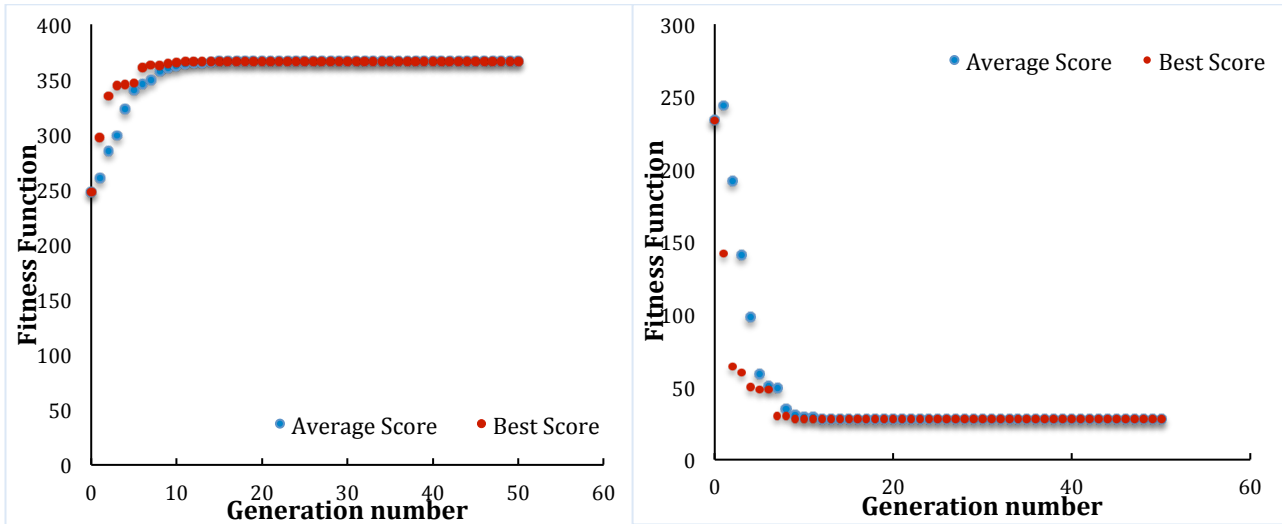 400
350
300
250
200
150
100
50
0
Fitness Function
Average Score
Best Score
0 10 20 30 40 50 60
Generation number
300
250
200
150
100
50
0
Fitness Function
Average Score
Best Score
0 20 40 60
Generation number